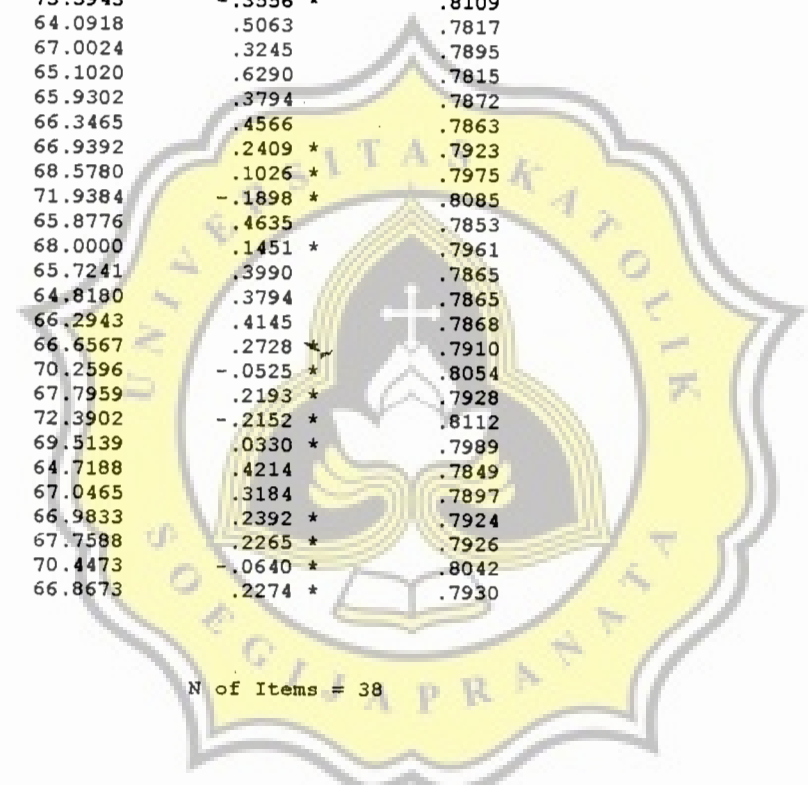 -.3556 * .8109
64.0918 .5063 .7817
67.0024 .3245 .7895
65.1020 .6290 .7815
65.9302 .3794 .7872
66.3465 .4566 .7863
66.9392 .2409 * .7923
68.5780 .1026 * .7975
71.9384 -.1898 * .8085
65.8776 .4635 .7853
68.0000 .1451 * .7961
65.7241 .3990 .7865
64.8180 .3794 .7865
66.2943 .4145 .7868
66.6567 .2728 * .7910
70.2596 -.0525 * .8054
67.7959 .2193 * .7928
72.3902 -.2152 * .8112
69.5139 .0330 * .7989
64.7188 .4214 .7849
67.0465 .3184 .7897
66.9833 .2392 * .7924
67.7588 .2265 * .7926
70.4473 -.0640 * .8042
66.8673 .2274 * .7930
N of Items = 38
UNIVERSITAS KATOLIK
SOEGIJAPRANATA